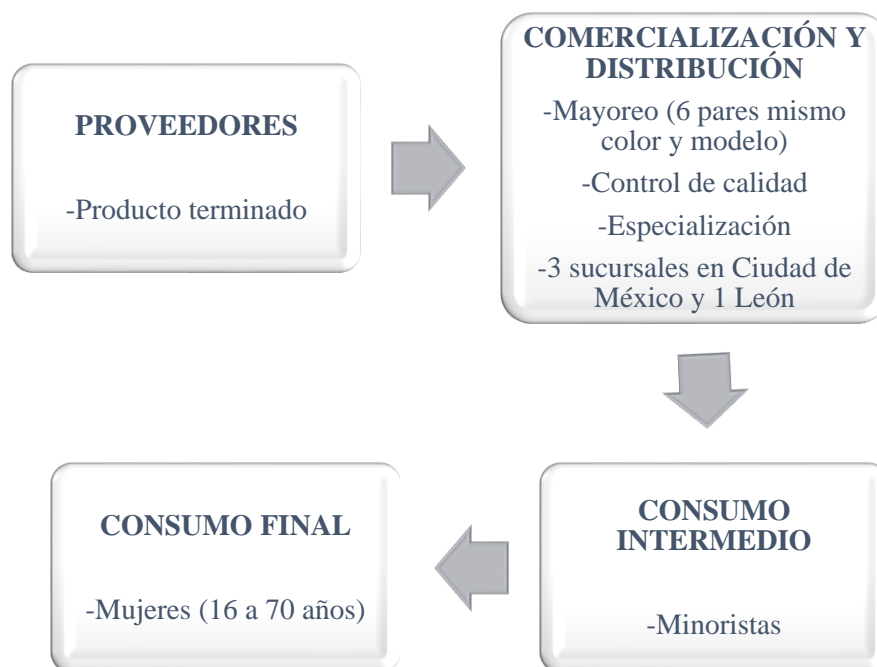 PROVEEDORES
-Producto terminado
COMERCIALIZACIÓN Y
DISTRIBUCIÓN
-Mayoreo (6 pares mismo
color y modelo)
-Control de calidad
-Especialización
-3 sucursales en Ciudad de
México y 1 León
CONSUMO
INTERMEDIO
-Minoristas
CONSUMO FINAL
-Mujeres (16 a 70 años)